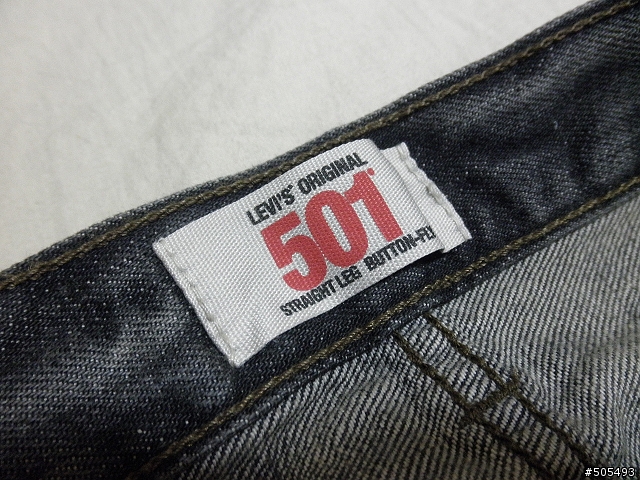 LEVI'S® ORIGINAL
501®
STRAIGHT LEG BUTTON-FLY
#505493